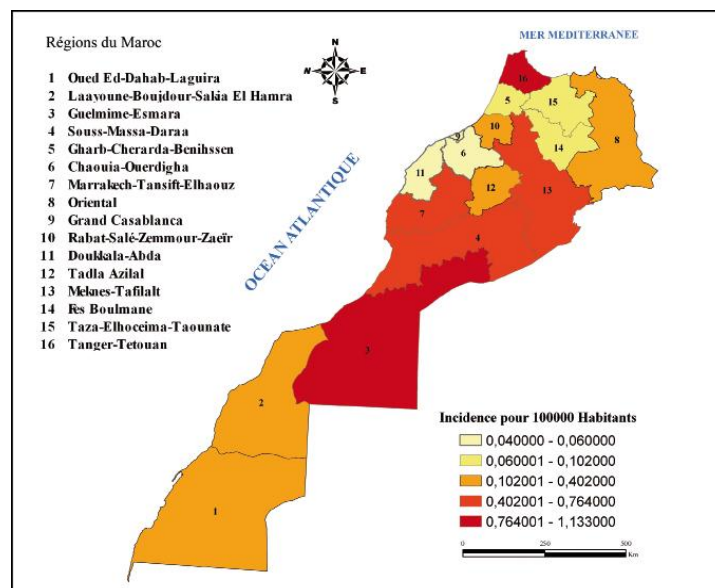 MER MEDITERRANEE
Régions du Maroc
N
W
E
S
1 Oued Ed-Dahab-Laguira
2 Laayoune-Boujdour-Sakia El Hamra
3 Guelmime-Esmara
4 Souss-Massa-Daraa
5 Gharb-Cherarda-Benihssen
6 Chaouia-Ouerdigha
7 Marrakech-Tansift-Elhaouz
8 Oriental
9 Grand Casablanca
10 Rabat-Salé-Zemmour-Zaeïr
11 Doukkala-Abda
12 Tadla Azilal
13 Meknes-Tafilalt
14 Fes Boulmane
15 Taza-Elhoceima-Taounate
16 Tanger-Tetouan
OCEAN ATLANTIQUE
16
5
15
10
9
6
14
8
11
12
13
7
4
3
2
1
Incidence pour 100000 Habitants
0,040000 - 0,060000
0,060001 - 0,102000
0,102001 - 0,402000
0,402001 - 0,764000
0,764001 - 1,133000
0 250 500
Km